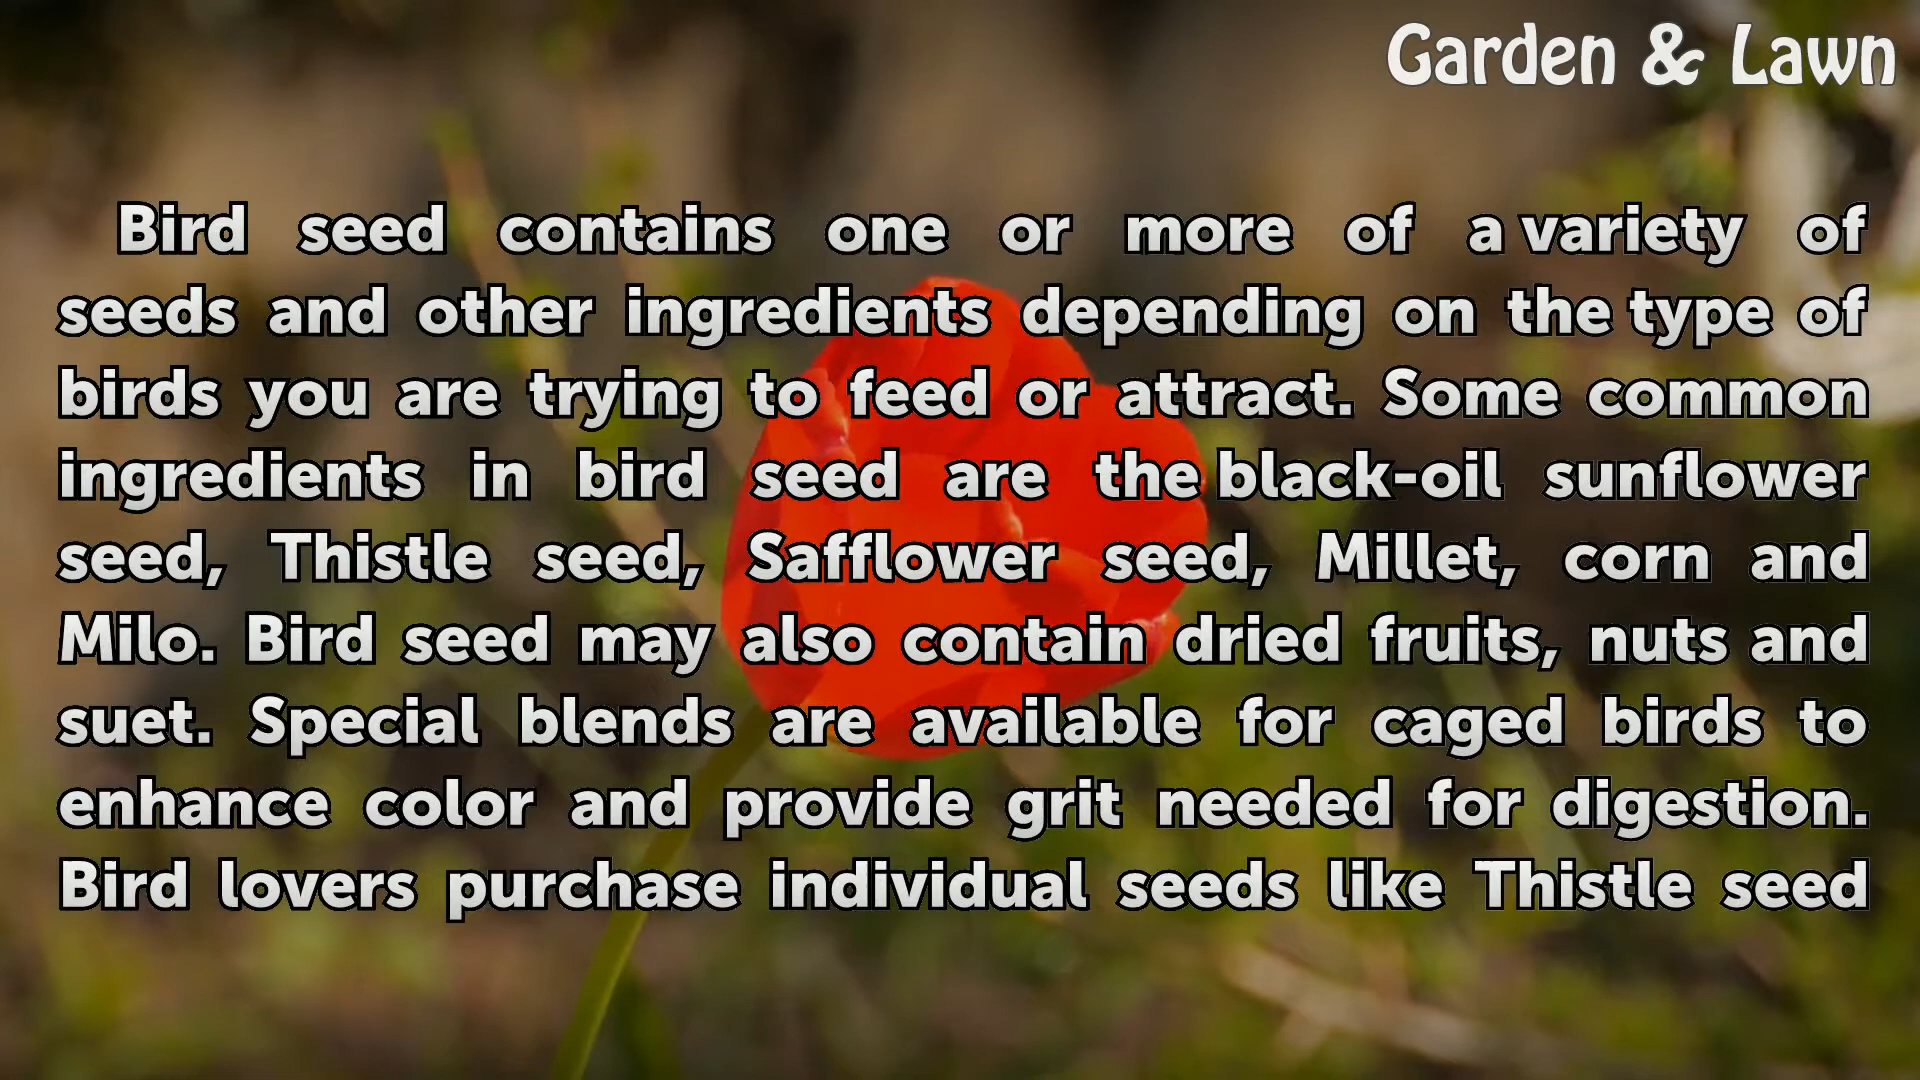 Garden & Lawn
Bird seed contains one or more of a variety of
seeds and other ingredients depending on the type of
birds you are trying to feed or attract. Some common
ingredients in bird seed are the black-oil sunflower
seed, Thistle seed, Safflower seed, Millet, corn and
Milo. Bird seed may also contain dried fruits, nuts and
suet. Special blends are available for caged birds to
enhance color and provide grit needed for digestion.
Bird lovers purchase individual seeds like Thistle seed